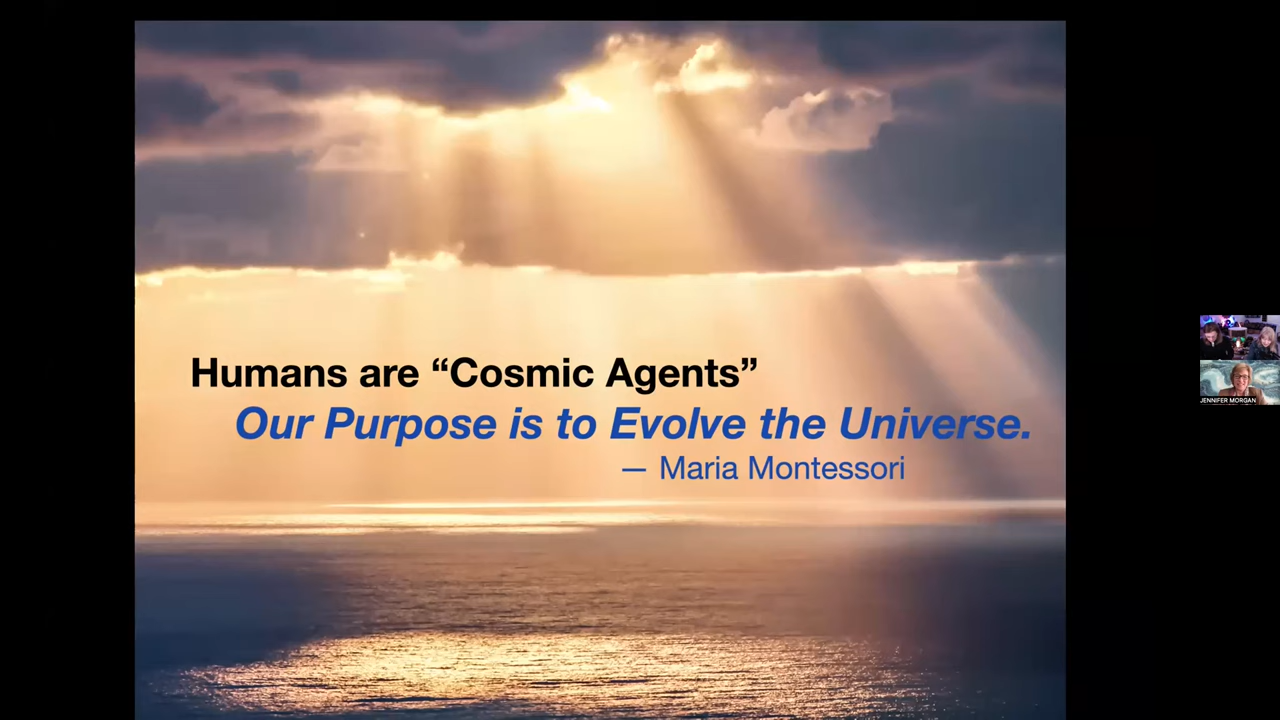 Humans are “Cosmic Agents”
Our Purpose is to Evolve the Universe.
— Maria Montessori
JENNIFER MORGAN